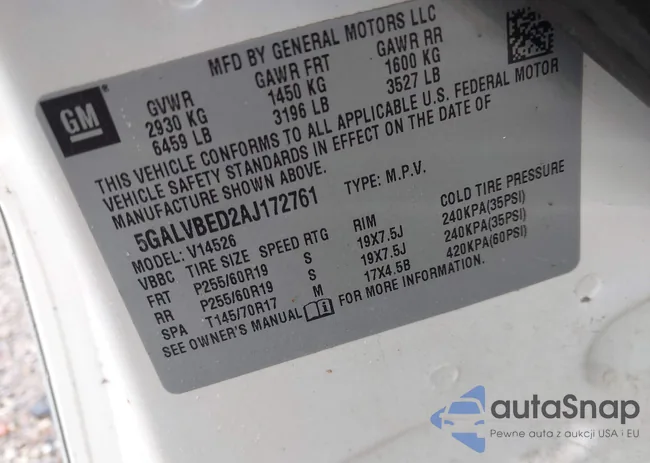 MFD BY GENERAL MOTORS LLC
GM
GVWR GAWR FRT GAWR RR
2930 KG 1450 KG 1600 KG
6459 LB 3196 LB 3527 LB
THIS VEHICLE CONFORMS TO ALL APPLICABLE U.S. FEDERAL MOTOR
VEHICLE SAFETY STANDARDS IN EFFECT ON THE DATE OF
MANUFACTURE SHOWN ABOVE.
5GALVBED2AJ172761 TYPE: M.P.V.
MODEL: V14526
VBBC TIRE SIZE SPEED RTG RIM COLD TIRE PRESSURE
FRT P255/60R19 S 19X7.5J 240KPA(35PSI)
RR P255/60R19 S 19X7.5J 240KPA(35PSI)
SPA T145/70R17 M 17X4.5B 420KPA(60PSI)
SEE OWNER'S MANUAL FOR MORE INFORMATION.
autaSnap
Pewne auta z aukcji USA i EU